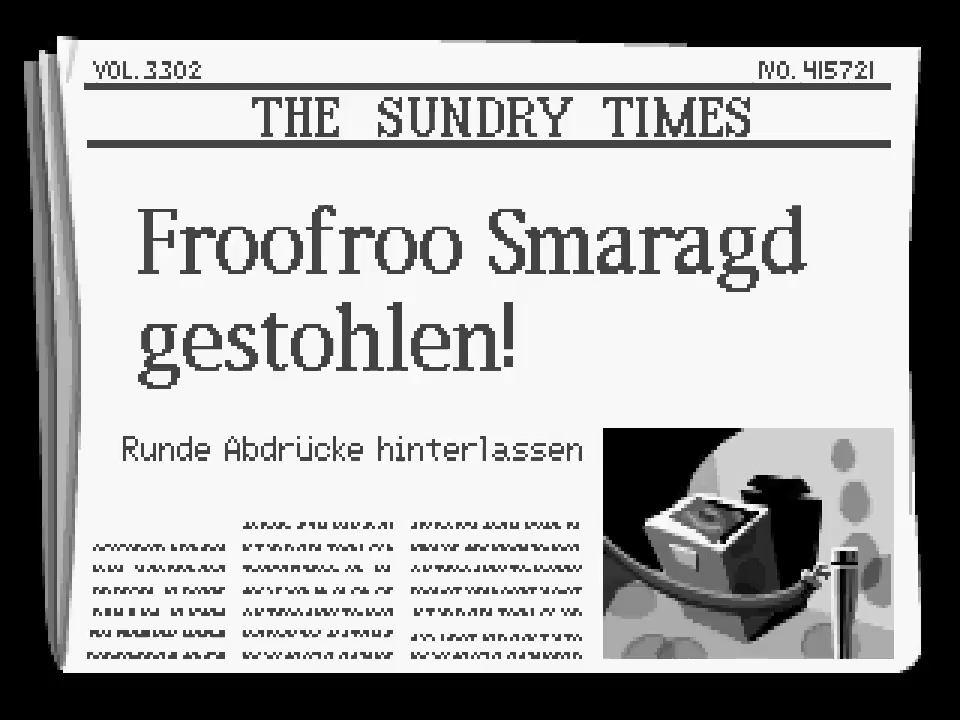 VOL. 3302 NO. 415721
THE SUNDRY TIMES
Froofroo Smaragd
gestohlen!
Runde Abdrücke hinterlassen